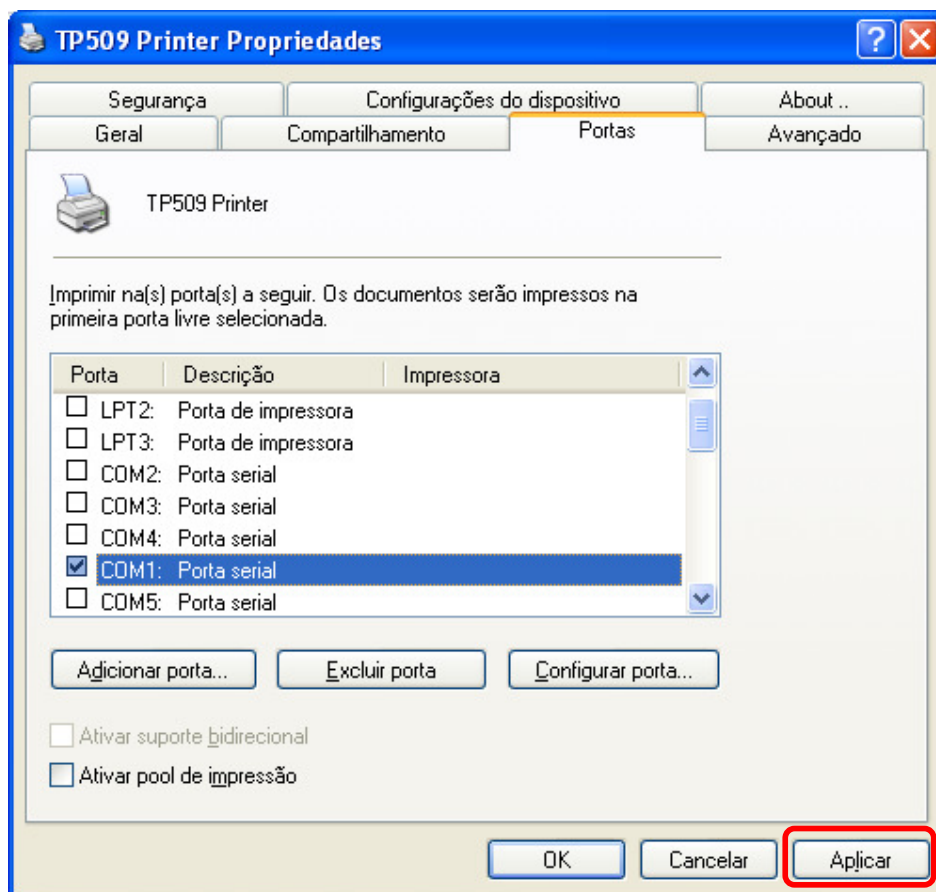 TP509 Printer Propriedades
Segurança Configurações do dispositivo About ..
Geral Compartilhamento Portas Avançado
TP509 Printer
Imprimir na(s) porta(s) a seguir. Os documentos serão impressos na
primeira porta livre selecionada.
Porta Descrição Impressora
LPT2: Porta de impressora
LPT3: Porta de impressora
COM2: Porta serial
COM3: Porta serial
COM4: Porta serial
COM1: Porta serial
COM5: Porta serial
Adicionar porta... Excluir porta Configurar porta...
Ativar suporte bidirecional
Ativar pool de impressão
OK Cancelar Aplicar